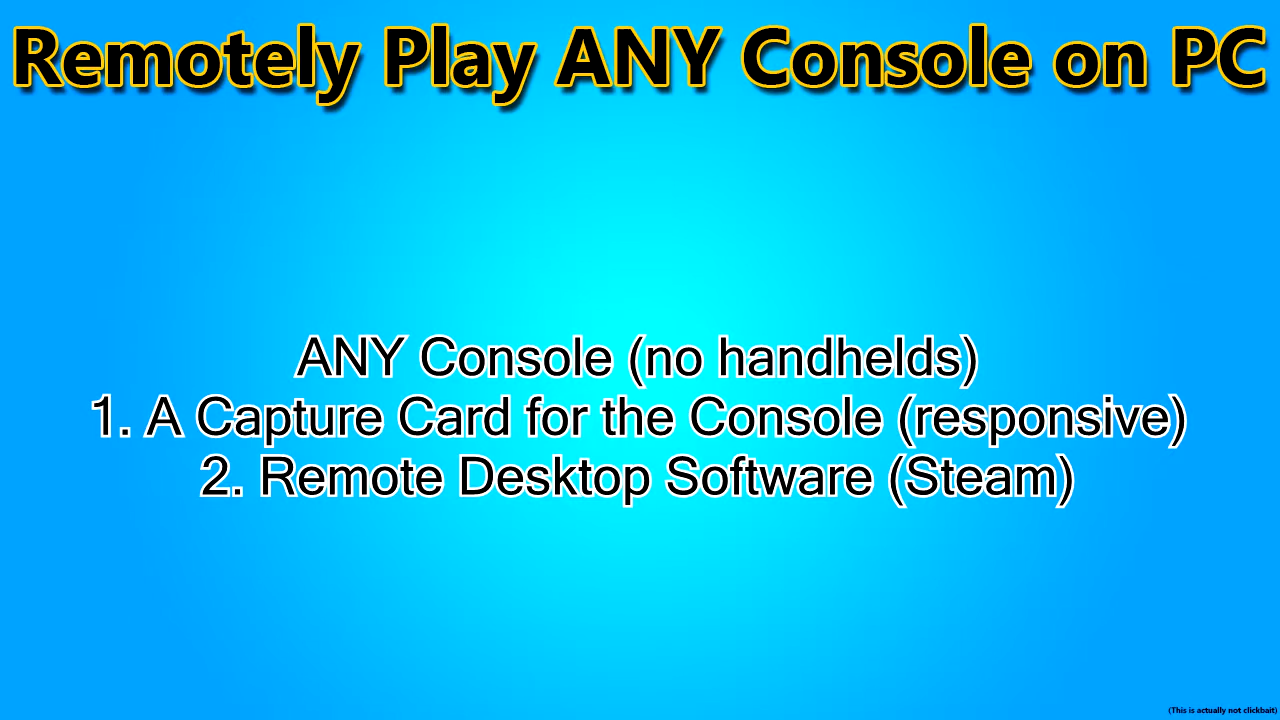 Remotely Play ANY Console on PC
ANY Console (no handhelds)
1. A Capture Card for the Console (responsive)
2. Remote Desktop Software (Steam)
(This is actually not clickbait)